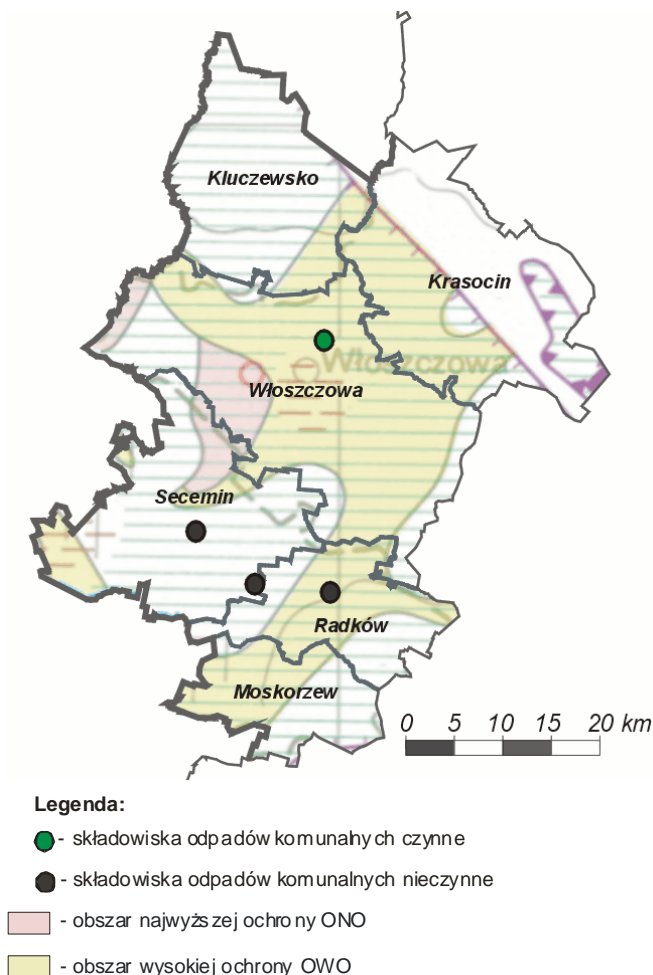 Kluczewsko
Krasocin
Włoszczowa
Włoszczowa
Secemin
Radków
Moskorzew
0 5 10 15 20 km
Legenda:
- składowiska odpadów komunalnych czynne
- składowiska odpadów komunalnych nieczynne
- obszar najwyższej ochrony ONO
- obszar wysokiej ochrony OWO